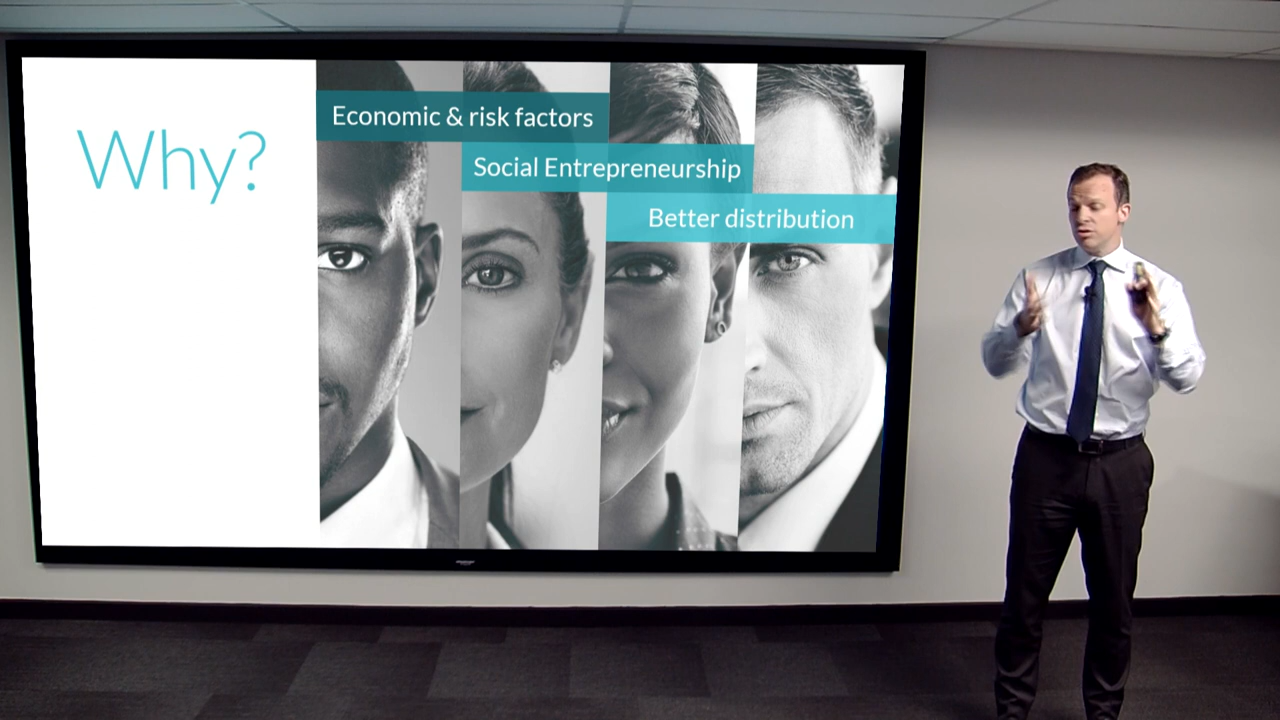 Why?
Economic & risk factors
Social Entrepreneurship
Better distribution